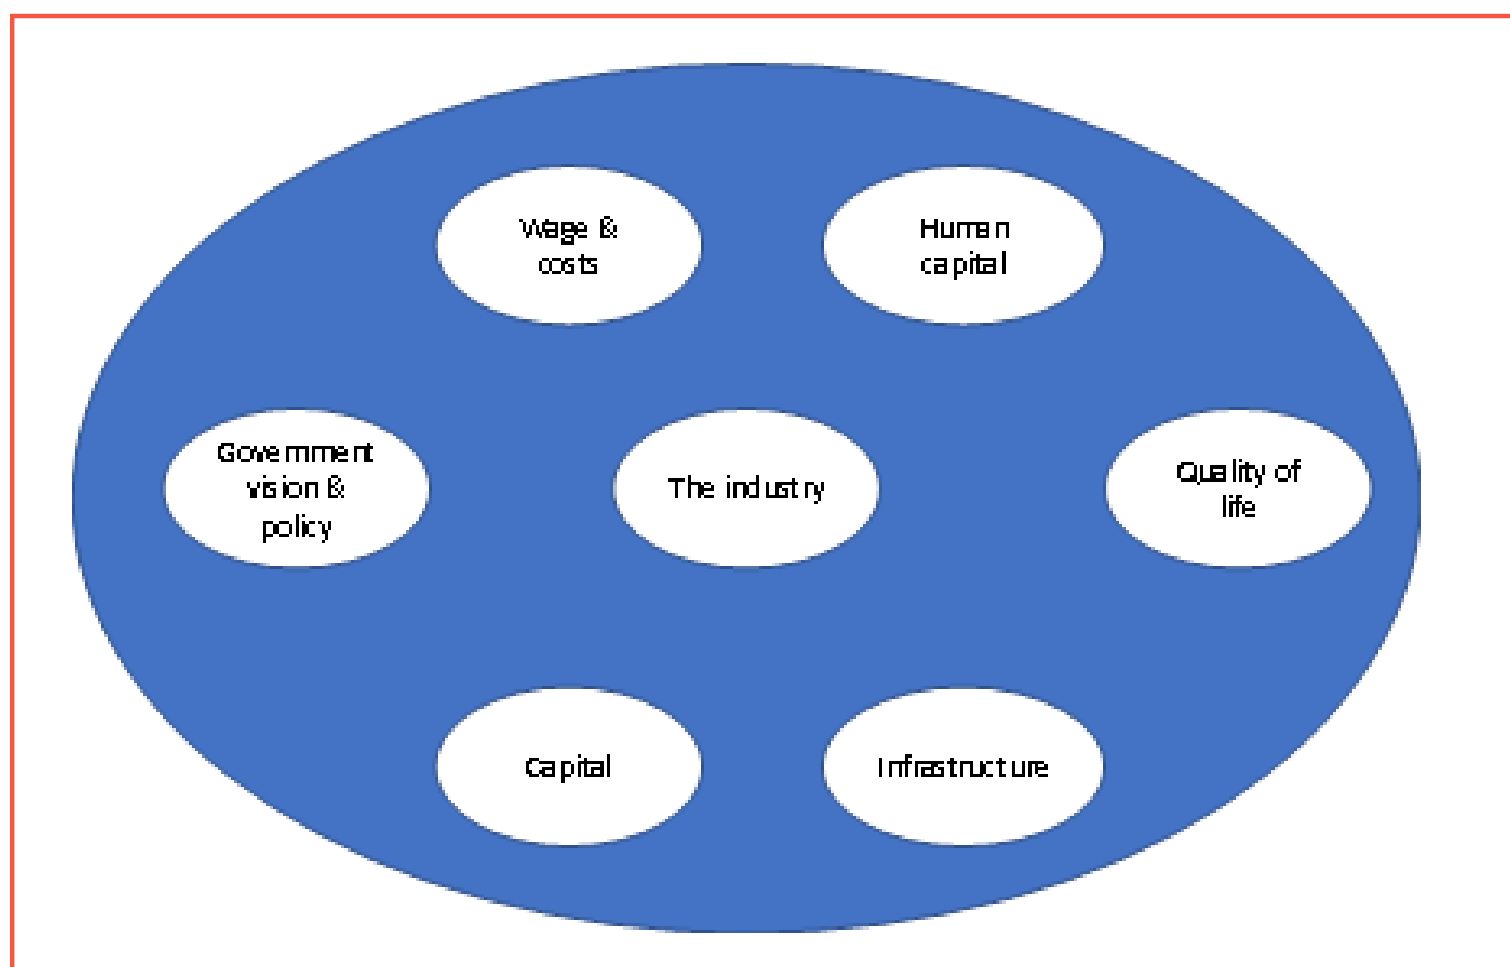 Wage &
costs
Human
capital
Government
vision &
policy
The industry
Quality of
life
Capital
Infrastructure